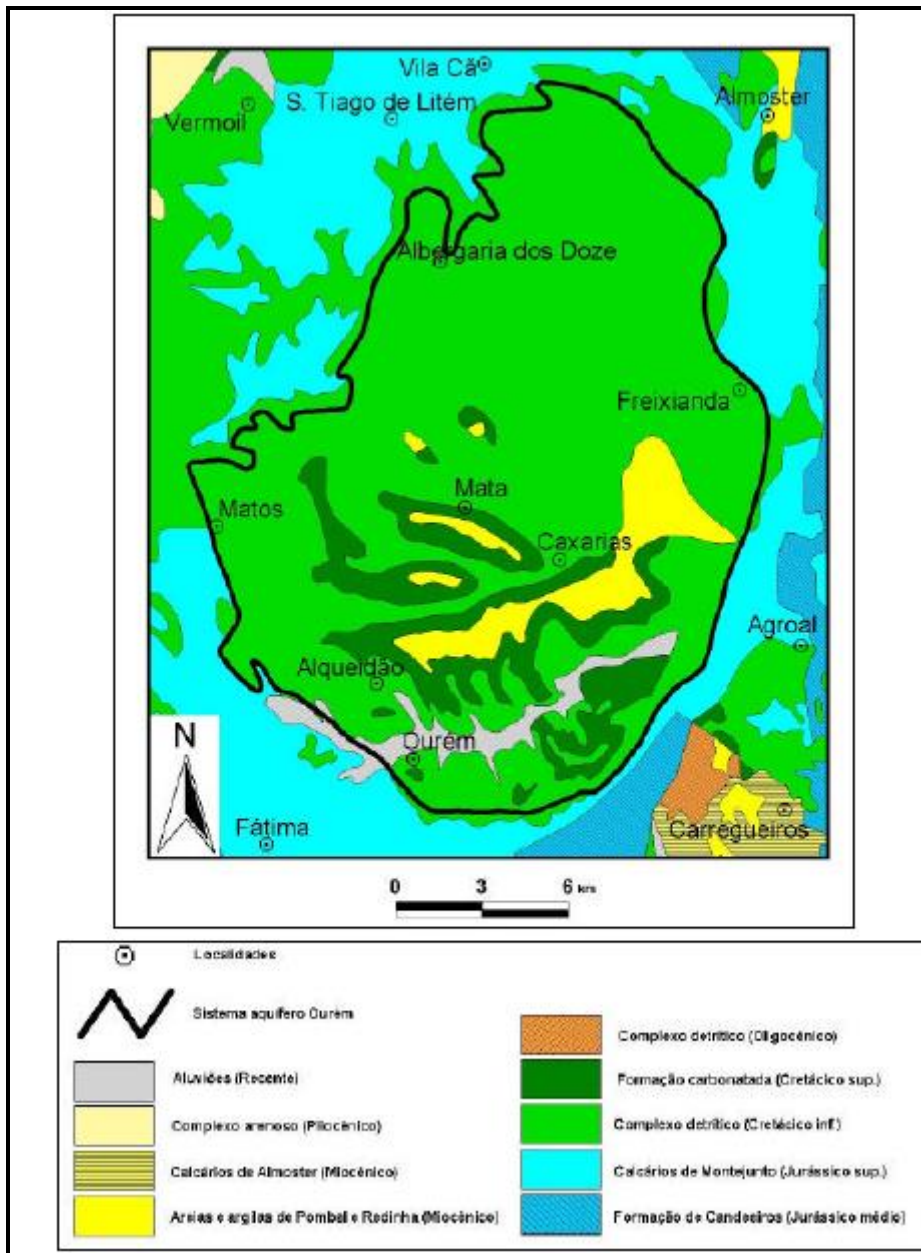 Vila Cã
Almoster
S. Tiago de Litém
Vermoil
Albergaria dos Doze
Freixianda
Mata
Matos
Caxarias
Agroal
Alqueidão
N
Ourém
Carregueiros
Fátima
0 3 6 km
Localidades
Sistema aquífero Ourém
Aluviões (Recente)
Complexo arenoso (Pliocénico)
Calcários de Almoster (Miocénico)
Areias e argilas de Pombal e Redinha (Miocénico)
Complexo detrítico (Oligocénico)
Formação carbonatada (Cretácico sup.)
Complexo detrítico (Cretácico inf.)
Calcários de Montejunto (Jurássico sup.)
Formação de Candeeiros (Jurássico médio)